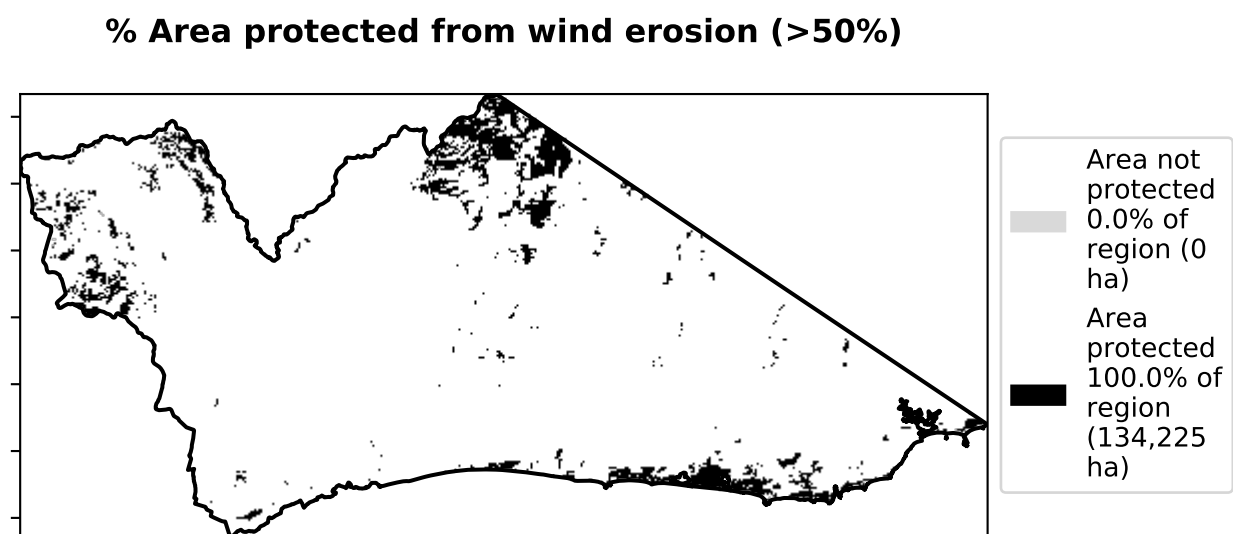 % Area protected from wind erosion (>50%)
Area not
protected
0.0% of
region (0
ha)
Area
protected
100.0% of
region
(134,225
ha)